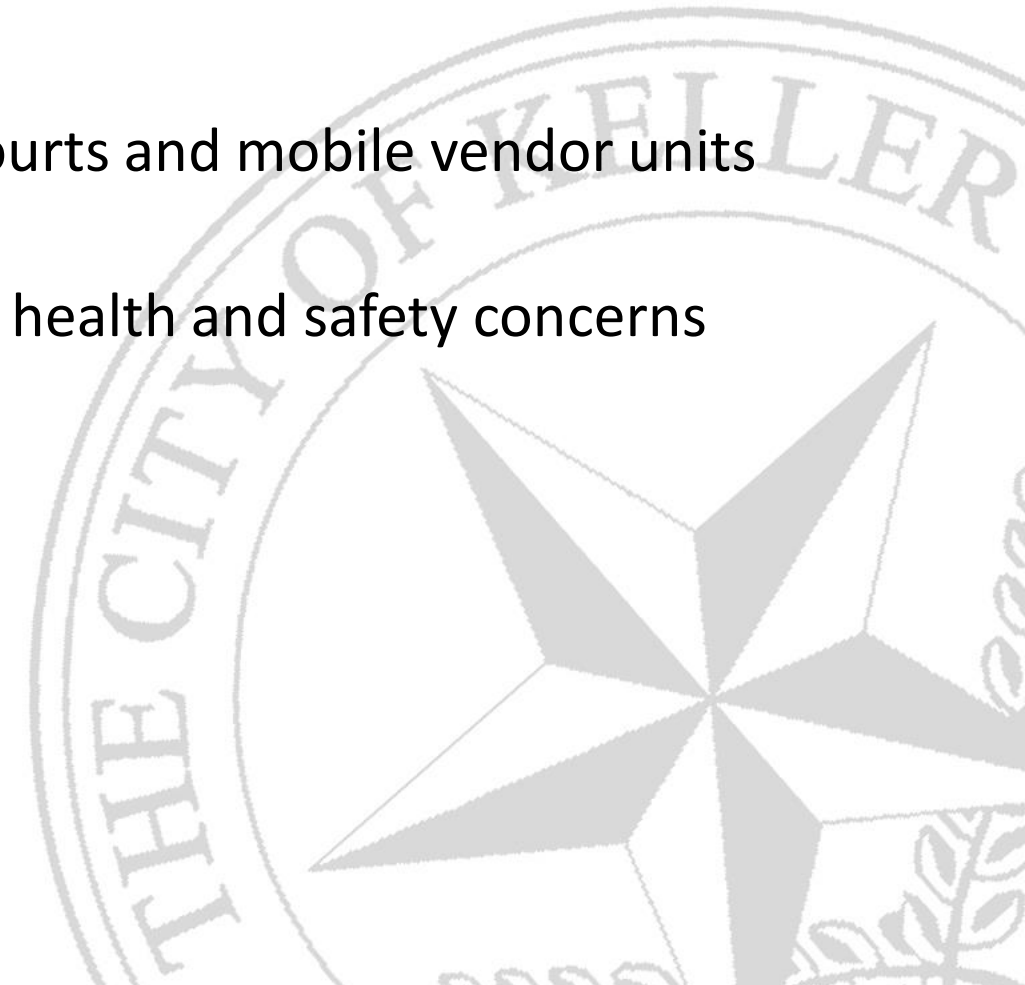 ourts and mobile vendor units
health and safety concerns
THE CITY OF KELLER